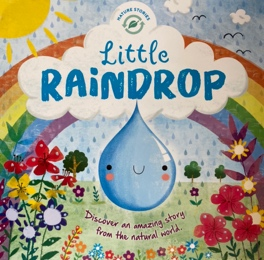 NATURE STORIES
Little
RAINDROP
Discover an amazing story
from the natural world.